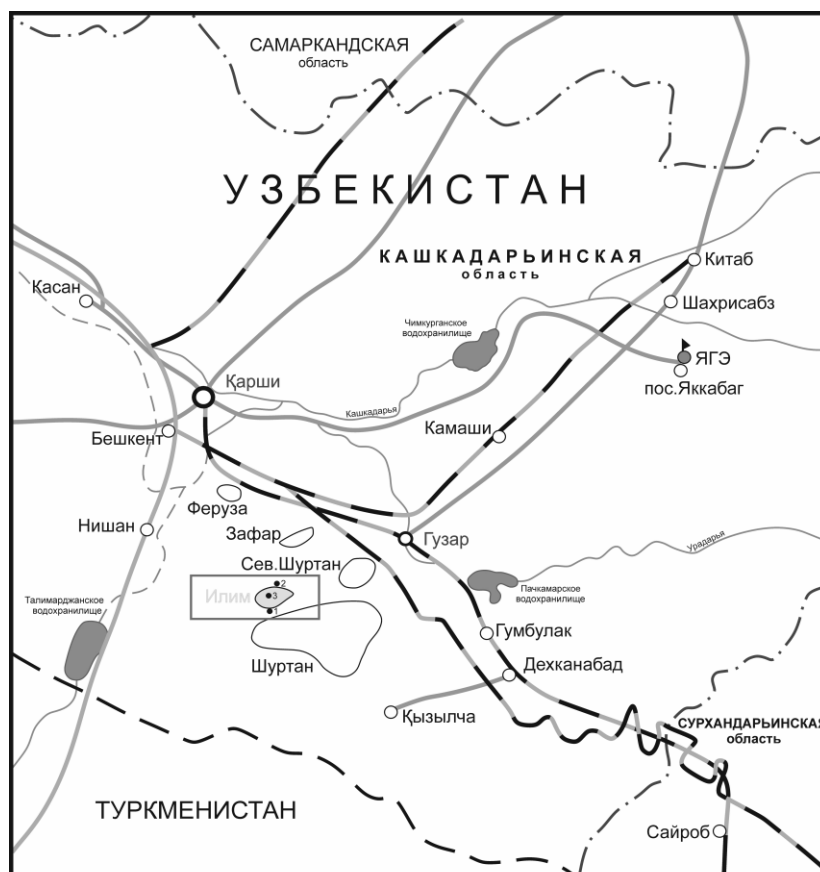 САМАРКАНДСКАЯ
область
УЗБЕКИСТАН
КАШКАДАРЬИНСКАЯ
область
Китаб
Касан
Шахрисабз
Чимкурганское
водохранилище
ЯГЭ
пос.Яккабаг
Қарши
Кашкадарья
Камаши
Бешкент
Феруза
Нишан
Зафар
Гузар
Урадарья
Сев.Шуртан
2
Илим
3
1
Пачкамарское
водохранилище
Талимарджанское
водохранилище
Гумбулак
Шуртан
Дехканабад
Қызылча
СУРХАНДАРЬИНСКАЯ
область
ТУРКМЕНИСТАН
Сайроб